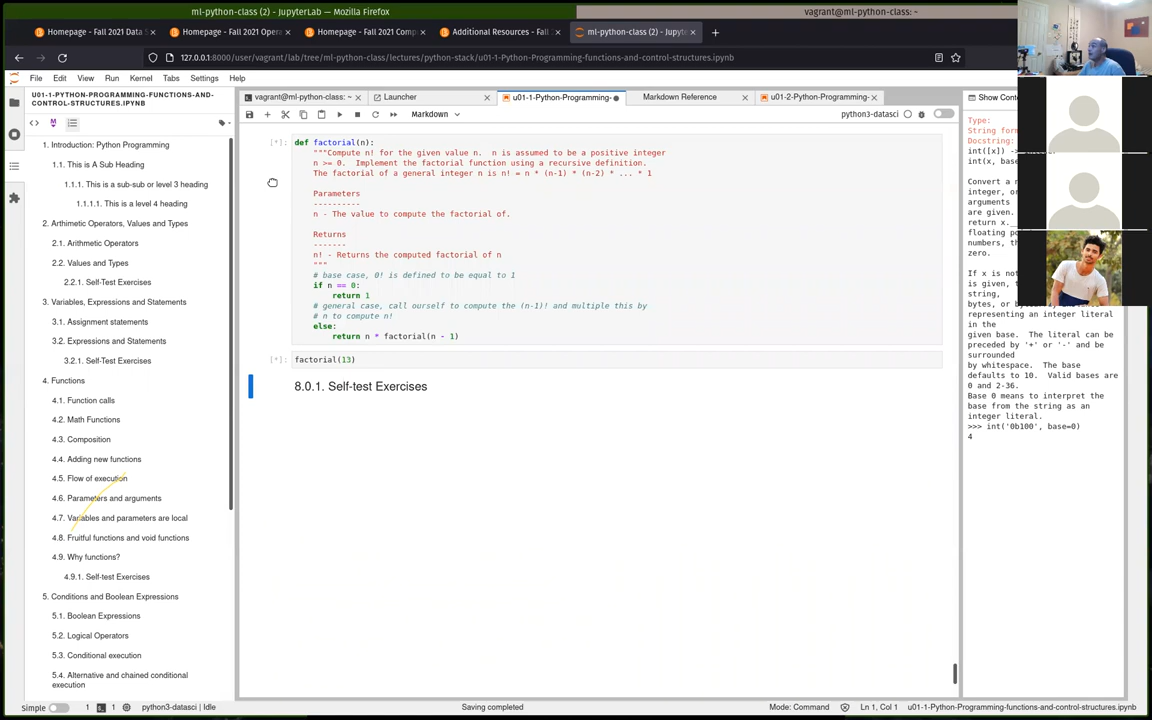 ml-python-class (2) - JupyterLab — Mozilla Firefox
vagrant@ml-python-class: ~
Homepage - Fall 2021 Data S
Homepage - Fall 2021 Opera
Homepage - Fall 2021 Comp
Additional Resources - Fall
ml-python-class (2) - Jupyte
127.0.0.1:8000/user/vagrant/lab/tree/ml-python-class/lectures/python-stack/u01-1-Python-Programming-functions-and-control-structures.ipynb
File Edit View Run Kernel Tabs Settings Help
U01-1-PYTHON-PROGRAMMING-FUNCTIONS-AND-
CONTROL-STRUCTURES.IPYNB
1. Introduction: Python Programming
1.1. This is A Sub Heading
1.1.1. This is a sub-sub or level 3 heading
1.1.1.1. This is a level 4 heading
2. Arthimetic Operators, Values and Types
2.1. Arithmetic Operators
2.2. Values and Types
2.2.1. Self-Test Exercises
3. Variables, Expressions and Statements
3.1. Assignment statements
3.2. Expressions and Statements
3.2.1. Self-Test Exercises
4. Functions
4.1. Function calls
4.2. Math Functions
4.3. Composition
4.4. Adding new functions
4.5. Flow of execution
4.6. Parameters and arguments
4.7. Variables and parameters are local
4.8. Fruitful functions and void functions
4.9. Why functions?
4.9.1. Self-test Exercises
5. Conditions and Boolean Expressions
5.1. Boolean Expressions
5.2. Logical Operators
5.3. Conditional execution
5.4. Alternative and chained conditional
execution
vagrant@ml-python-class: ~
Launcher
u01-1-Python-Programming-
Markdown Reference
u01-2-Python-Programming-
Markdown
python3-datasci
[*]: def factorial(n):
"""Compute n! for the given value n.  n is assumed to be a positive integer
n >= 0.  Implement the factorial function using a recursive definition.
The factorial of a general integer n is n! = n * (n-1) * (n-2) * ... * 1
Parameters
----------
n - The value to compute the factorial of.
Returns
-------
n! - Returns the computed factorial of n
"""
# base case, 0! is defined to be equal to 1
if n == 0:
return 1
# general case, call ourself to compute the (n-1)! and multiple this by
# n to compute n!
else:
return n * factorial(n - 1)
[*]: factorial(13)
8.0.1. Self-test Exercises
Show Cont
Type:
String form
Docstring:
int([x]) ->
int(x, base
Convert a n
integer, or
arguments
are given.
return x.__
floating po
numbers, th
zero.
If x is not
is given, t
string,
bytes, or b
representing an integer literal
in the
given base.  The literal can be
preceded by '+' or '-' and be
surrounded
by whitespace.  The base
defaults to 10.  Valid bases are
0 and 2-36.
Base 0 means to interpret the
base from the string as an
integer literal.
>>> int('0b100', base=0)
4
Simple 1 1 python3-datasci | Idle
Saving completed
Mode: Command
Ln 1, Col 1
u01-1-Python-Programming-functions-and-control-structures.ipynb